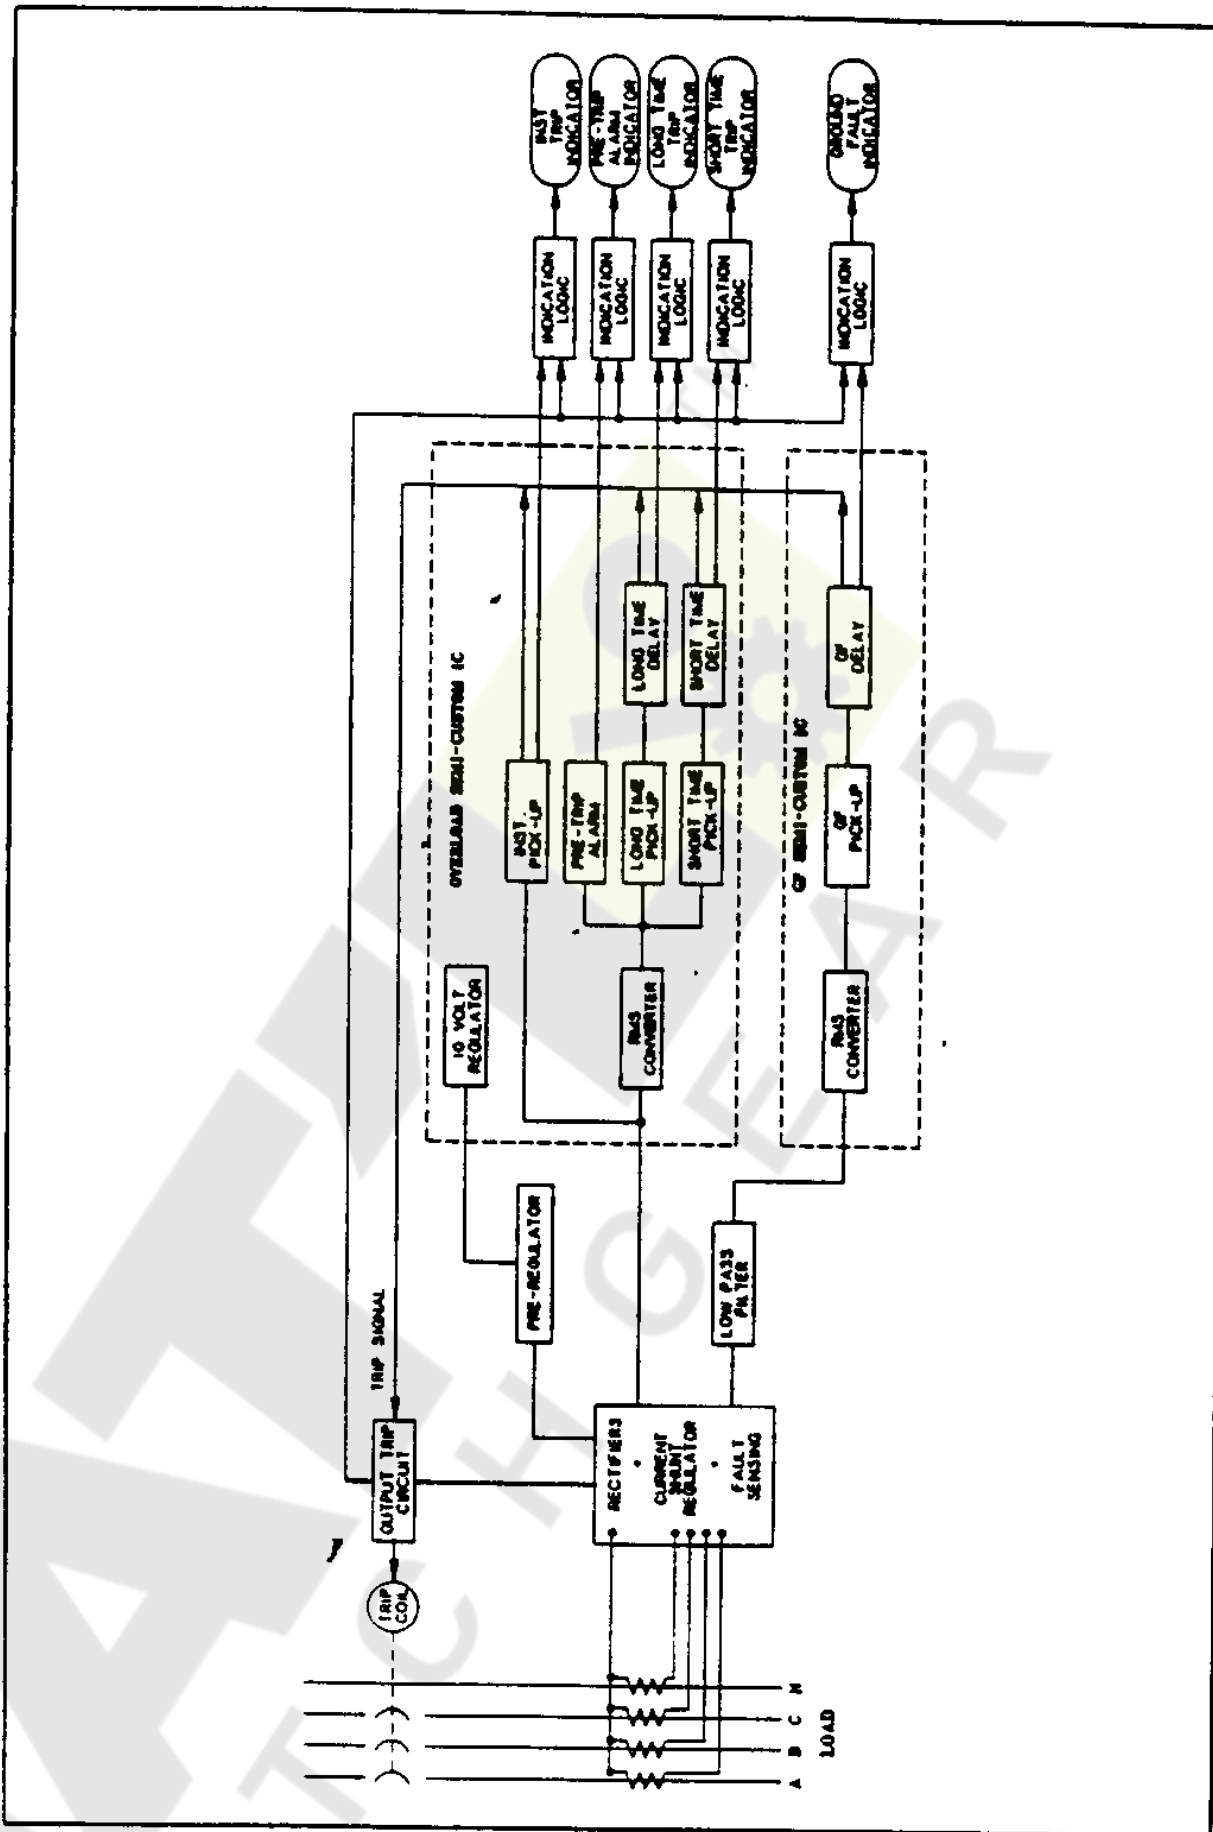 INST
TRIP
INDICATOR
PRE-TRIP
ALARM
INDICATOR
LONG TIME
TRIP
INDICATOR
SHORT TIME
TRIP
INDICATOR
GROUND
FAULT
INDICATOR
INDICATION
LOGIC
INDICATION
LOGIC
INDICATION
LOGIC
INDICATION
LOGIC
INDICATION
LOGIC
OVERLOAD SEMI-CUSTOM IC
LONG TIME
DELAY
SHORT TIME
DELAY
GF
DELAY
INST.
PICK-UP
PRE-TRIP
ALARM
LONG TIME
PICK-UP
SHORT TIME
PICK-UP
GF SEMI-CUSTOM IC
GF
PICK-UP
10 VOLT
REGULATOR
RMS
CONVERTER
RMS
CONVERTER
PRE-REGULATOR
LOW PASS
FILTER
TRIP SIGNAL
OUTPUT TRIP
CIRCUIT
RECTIFIERS
CURRENT
SHUNT
REGULATOR
FAULT
SENSING
TRIP
COIL
N
C
B
A
LOAD
TM
TCHGEAR